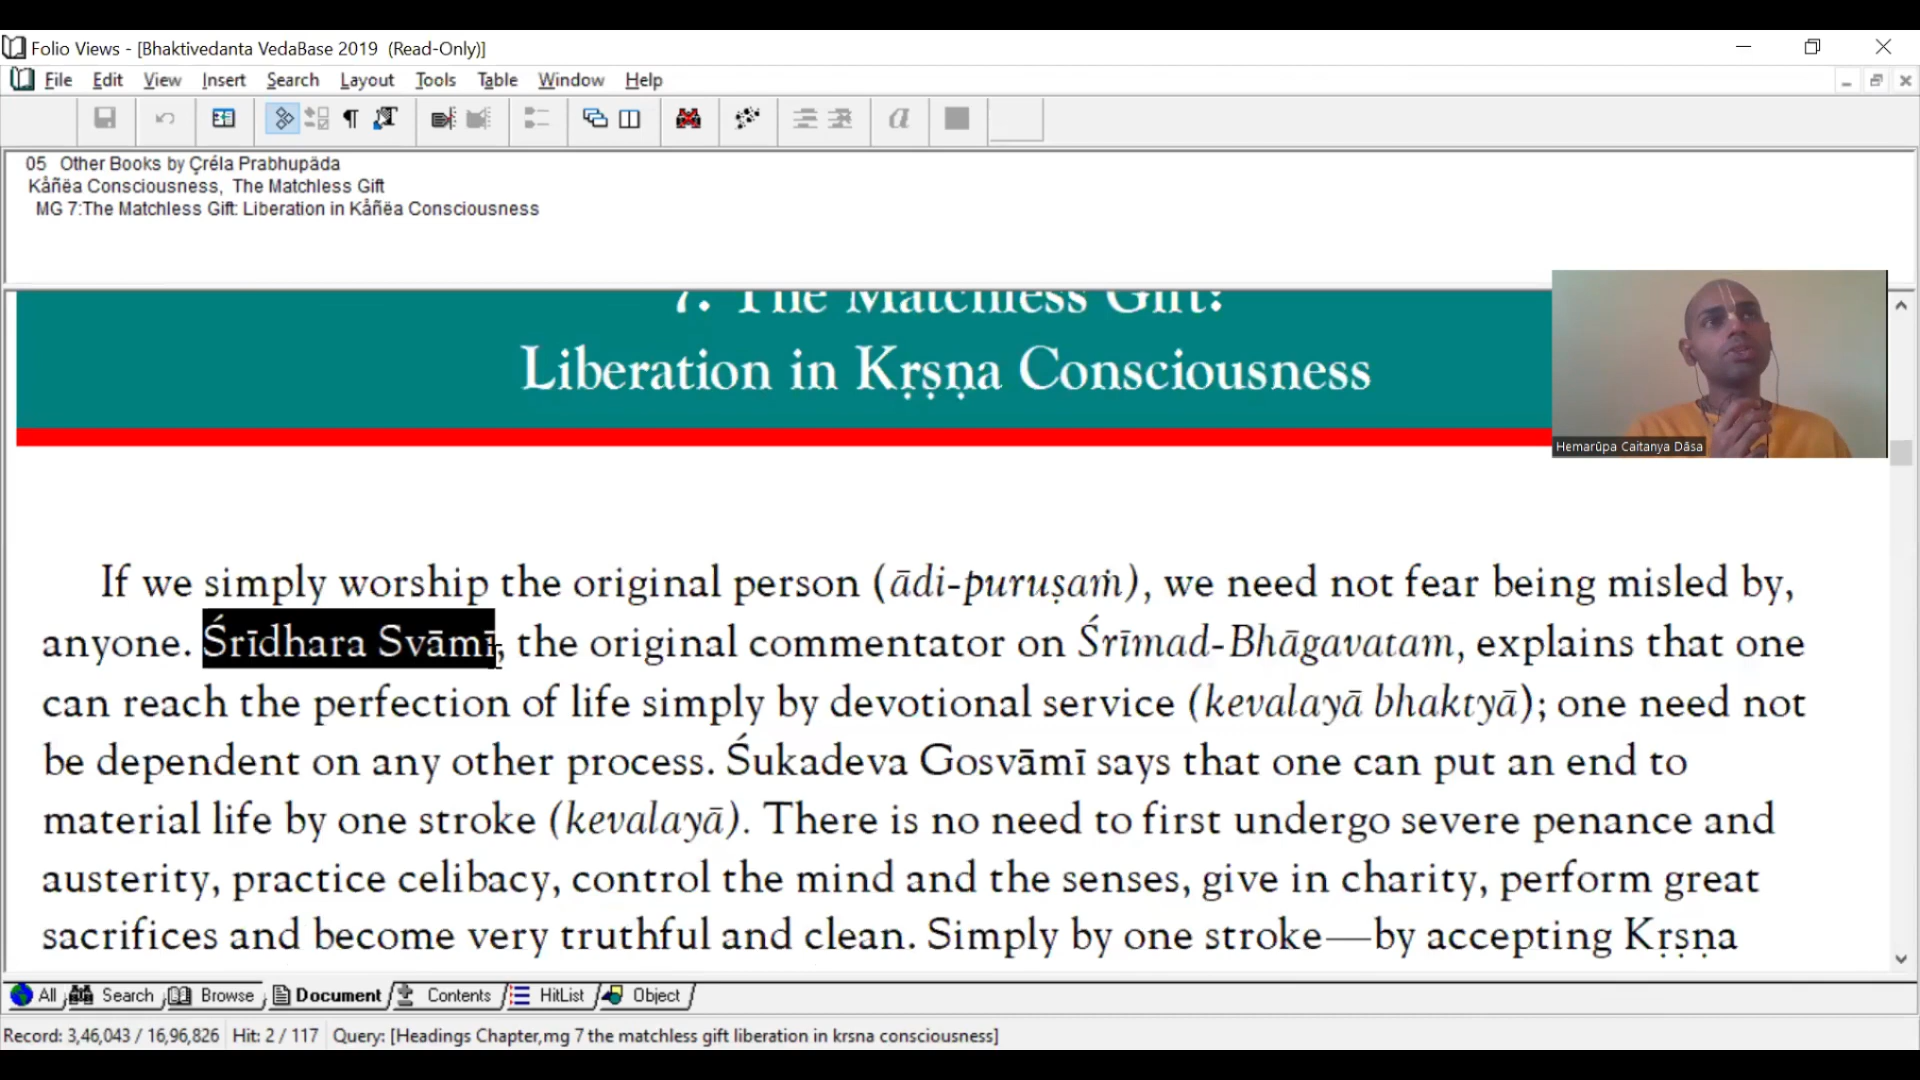 Folio Views - [Bhaktivedanta VedaBase 2019 (Read-Only)]
File Edit View Insert Search Layout Tools Table Window Help
05 Other Books by Çréla Prabhupäda
Kåñëa Consciousness, The Matchless Gift
MG 7:The Matchless Gift: Liberation in Kåñëa Consciousness
7. The Matchless Gift:
Liberation in Kṛṣṇa Consciousness
Hemarūpa Caitanya Dāsa
If we simply worship the original person (ādi-puruṣaṁ), we need not fear being misled by,
anyone. Śrīdhara Svāmī, the original commentator on Śrīmad-Bhāgavatam, explains that one
can reach the perfection of life simply by devotional service (kevalayā bhaktyā); one need not
be dependent on any other process. Śukadeva Gosvāmī says that one can put an end to
material life by one stroke (kevalayā). There is no need to first undergo severe penance and
austerity, practice celibacy, control the mind and the senses, give in charity, perform great
sacrifices and become very truthful and clean. Simply by one stroke—by accepting Kṛṣṇa
All Search Browse Document Contents HitList Object
Record: 3,46,043 / 16,96,826 Hit: 2 / 117 Query: [Headings Chapter,mg 7 the matchless gift liberation in krsna consciousness]